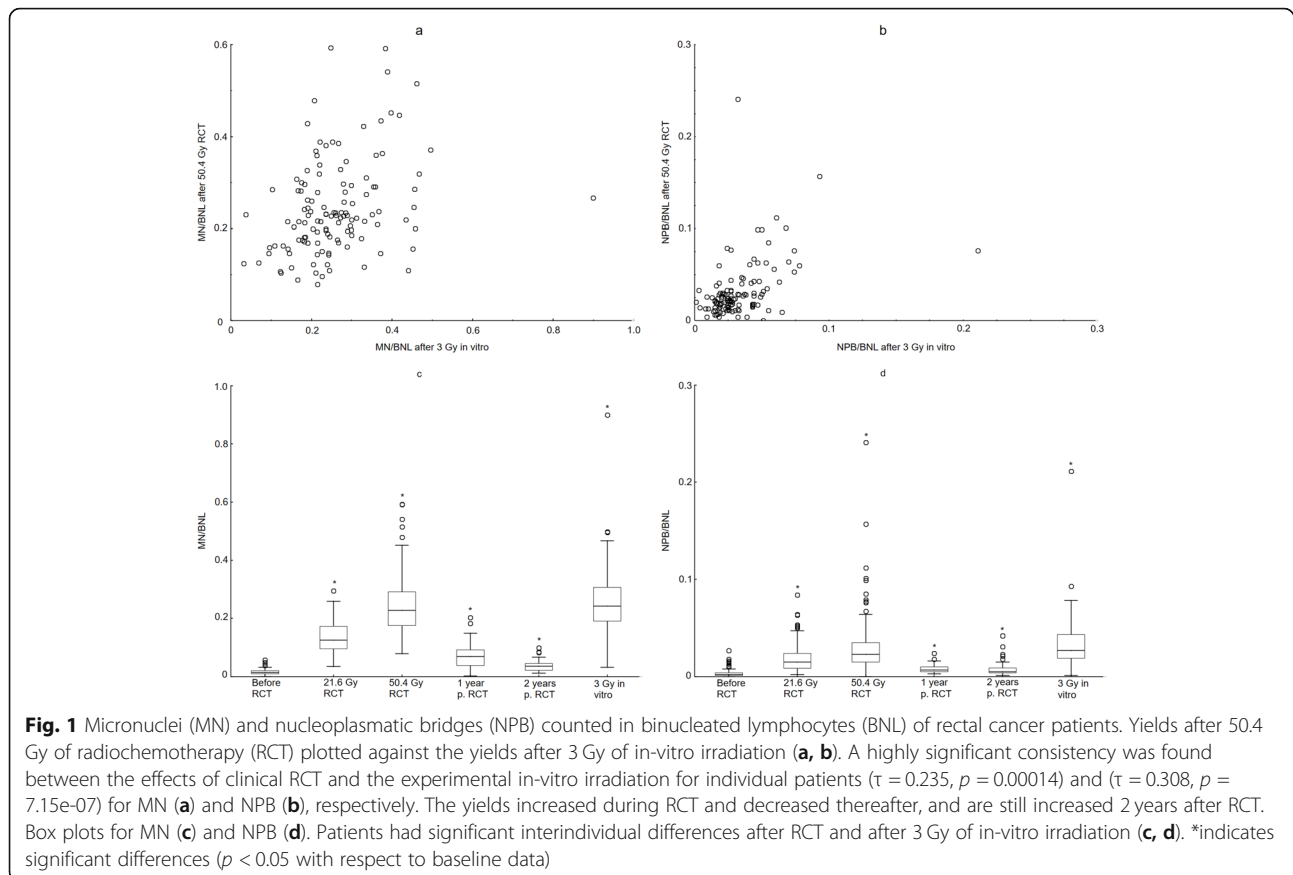 a
0.6
0.4
0.2
0
MN/BNL after 50.4 Gy RCT
0 0.2 0.4 0.6 0.8 1.0
MN/BNL after 3 Gy in vitro
b
0.3
0.2
0.1
0
NPB/BNL after 50.4 Gy RCT
0 0.1 0.2 0.3
NPB/BNL after 3 Gy in vitro
c
1.0
0.8
0.6
0.4
0.2
0
MN/BNL
* * * * *
Before RCT
21.6 Gy RCT
50.4 Gy RCT
1 year p. RCT
2 years p. RCT
3 Gy in vitro
d
0.3
0.2
0.1
0
NPB/BNL
* * * * *
Before RCT
21.6 Gy RCT
50.4 Gy RCT
1 year p. RCT
2 years p. RCT
3 Gy in vitro
Fig. 1 Micronuclei (MN) and nucleoplasmatic bridges (NPB) counted in binucleated lymphocytes (BNL) of rectal cancer patients. Yields after 50.4
Gy of radiochemotherapy (RCT) plotted against the yields after 3 Gy of in-vitro irradiation (a, b). A highly significant consistency was found
between the effects of clinical RCT and the experimental in-vitro irradiation for individual patients (τ = 0.235, p = 0.00014) and (τ = 0.308, p =
7.15e-07) for MN (a) and NPB (b), respectively. The yields increased during RCT and decreased thereafter, and are still increased 2 years after RCT.
Box plots for MN (c) and NPB (d). Patients had significant interindividual differences after RCT and after 3 Gy of in-vitro irradiation (c, d). *indicates
significant differences (p < 0.05 with respect to baseline data)